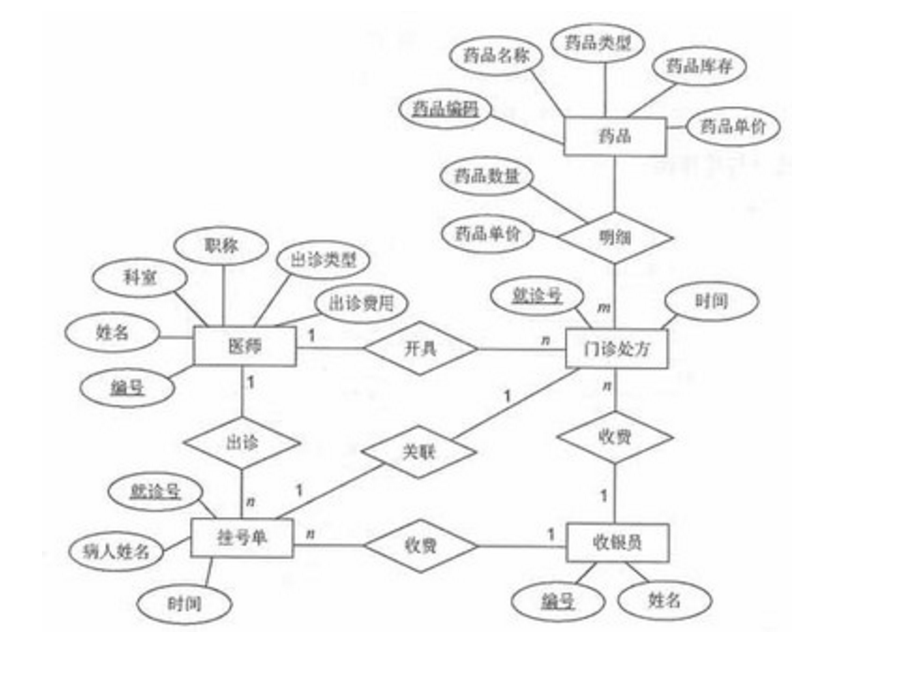 药品类型
药品名称
药品库存
药品编码
药品单价
药品
药品数量
药品单价
明细
职称
出诊类型
科室
出诊费用
就诊号
时间
m
姓名
医师
1
开具
n
门诊处方
编号
1
1
n
出诊
关联
收费
就诊号
n
1
1
挂号单
n
收费
1
收银员
病人姓名
时间
编号
姓名